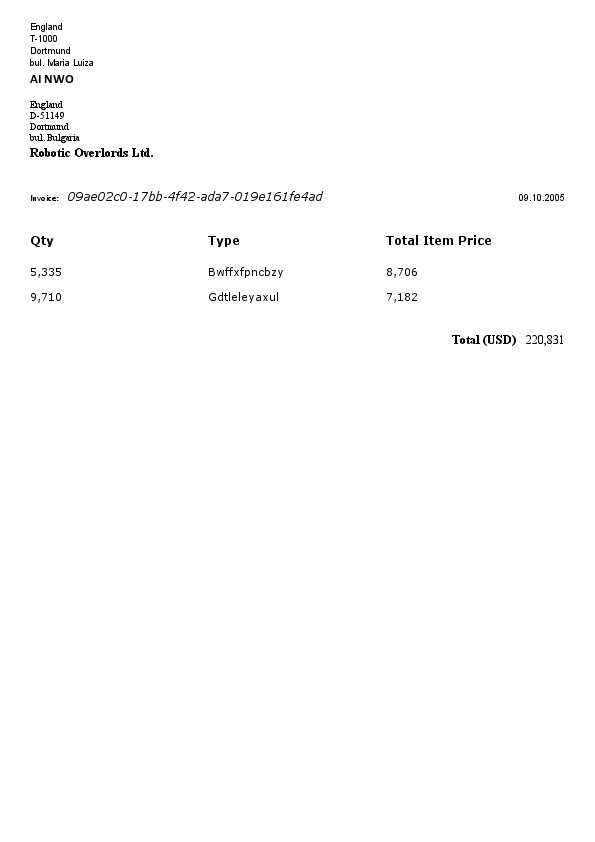 England
T-1000
Dortmund
bul. Maria Luiza
AI NWO
England
D-51149
Dortmund
bul. Bulgaria
Robotic Overlords Ltd.
Invoice: 09ae02c0-17bb-4f42-ada7-019e161fe4ad 09.10.2005
Qty Type Total Item Price
5,335 Bwffxfpncbzy 8,706
9,710 Gdtleleyaxul 7,182
Total (USD) 220,831